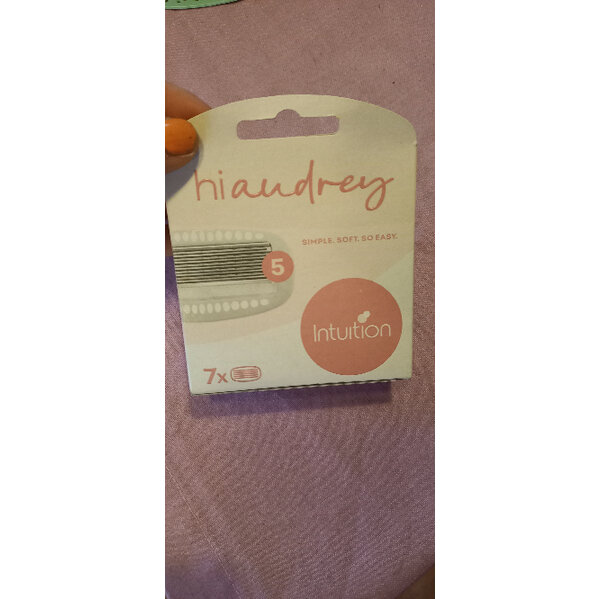 hiaudrey
SIMPLE. SOFT. SO EASY.
5
Intuition
7x